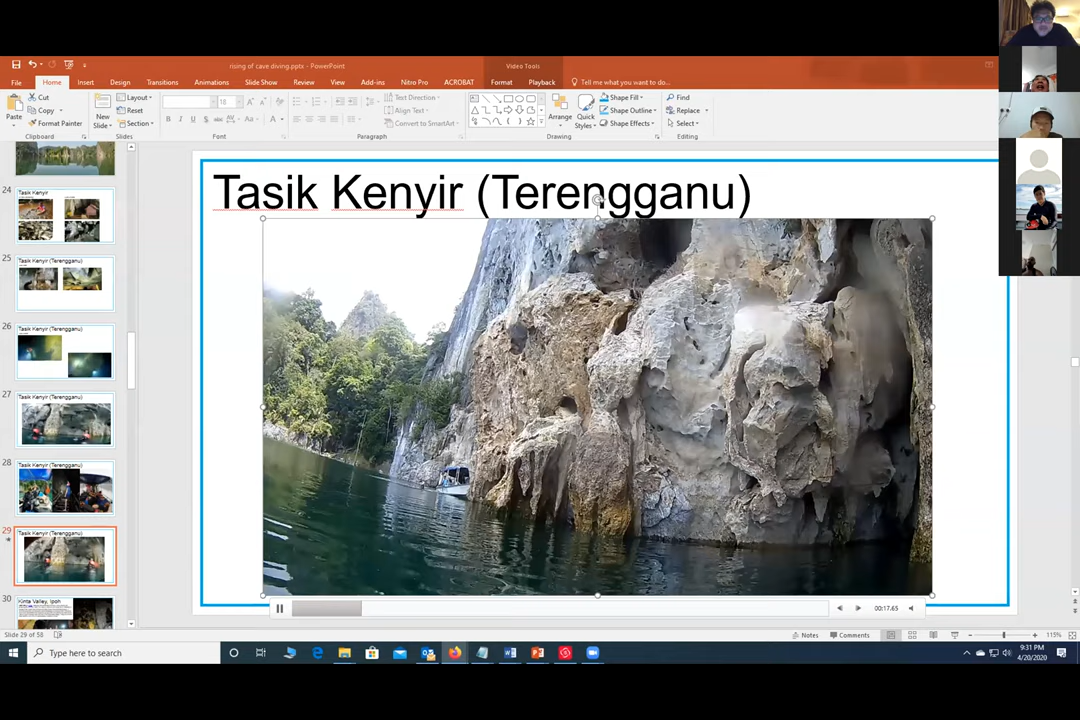 rising of cave diving.ppts - PowerPoint
Video Tools
File Home Insert Design Transitions Animations Slide Show Review View Add-ins Nitro Pro ACROBAT Format Playback Tell me what you want to do...
Paste
Cut
Copy
Format Painter
Clipboard
New Slide
Layout
Reset
Section
Slides
18
B I U S abc AV Aa A
Font
Text Direction
Align Text
Convert to SmartArt
Paragraph
Arrange
Quick Styles
Shape Fill
Shape Outline
Shape Effects
Drawing
Find
Replace
Select
Editing
24
Tasik Kenyir
25
Tasik Kenyir (Terengganu)
26
Tasik Kenyir (Terengganu)
27
Tasik Kenyir (Terengganu)
28
Tasik Kenyir (Terengganu)
29
Tasik Kenyir (Terengganu)
30
Kinta Valley, Ipoh
Tasik Kenyir (Terengganu)
00:17.65
Slide 29 of 58
Notes
Comments
115%
Type here to search
9:31 PM
4/20/2020